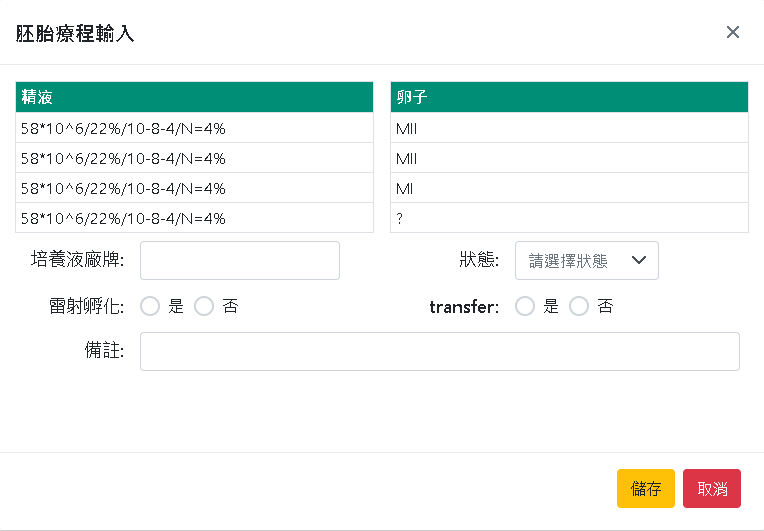 胚胎療程輸入
精液 卵子
58*10^6/22%/10-8-4/N=4% MII
58*10^6/22%/10-8-4/N=4% MII
58*10^6/22%/10-8-4/N=4% MI
58*10^6/22%/10-8-4/N=4% ?
培養液廠牌: 狀態: 請選擇狀態
雷射孵化: 是 否 transfer: 是 否
備註:
儲存 取消